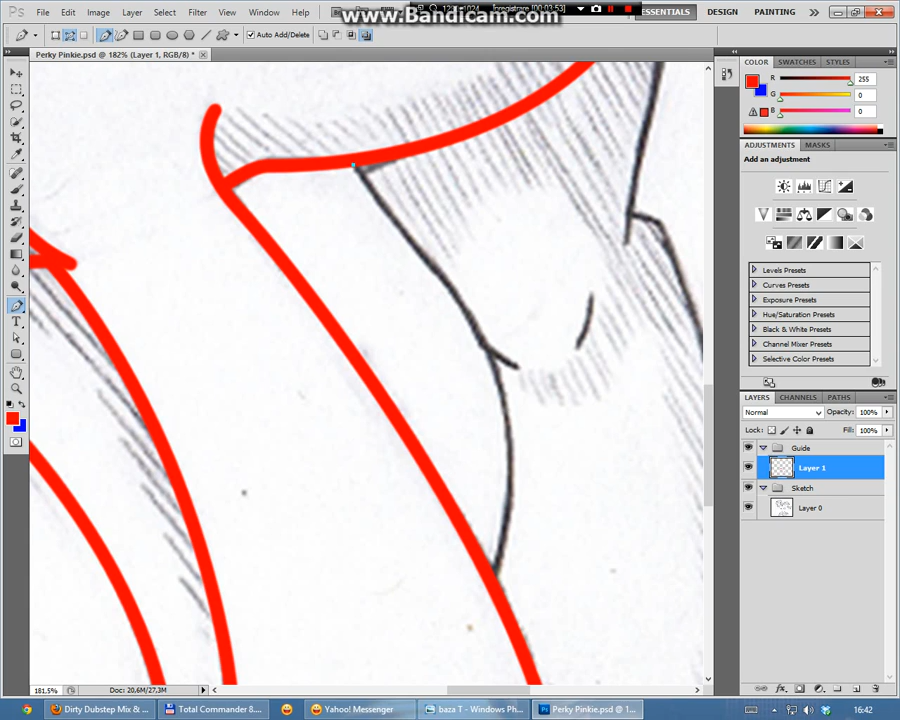 Ps File Edit Image Layer Select Filter View Window Help
www.Bandicam.com
ESSENTIALS DESIGN PAINTING
Auto Add/Delete
Perky Pinkie.psd @ 182% (Layer 1, RGB/8) *
COLOR SWATCHES STYLES
R 255
G 0
B 0
ADJUSTMENTS MASKS
Add an adjustment
Levels Presets
Curves Presets
Exposure Presets
Hue/Saturation Presets
Black & White Presets
Channel Mixer Presets
Selective Color Presets
LAYERS CHANNELS PATHS
Normal Opacity: 100%
Lock: Fill: 100%
Guide
Layer 1
Sketch
Layer 0
181,5% Doc: 20,6M/27,3M
Dirty Dubstep Mix & ... Total Commander 8.... Yahoo! Messenger baza T - Windows Ph... Perky Pinkie.psd @ 1... 16:42